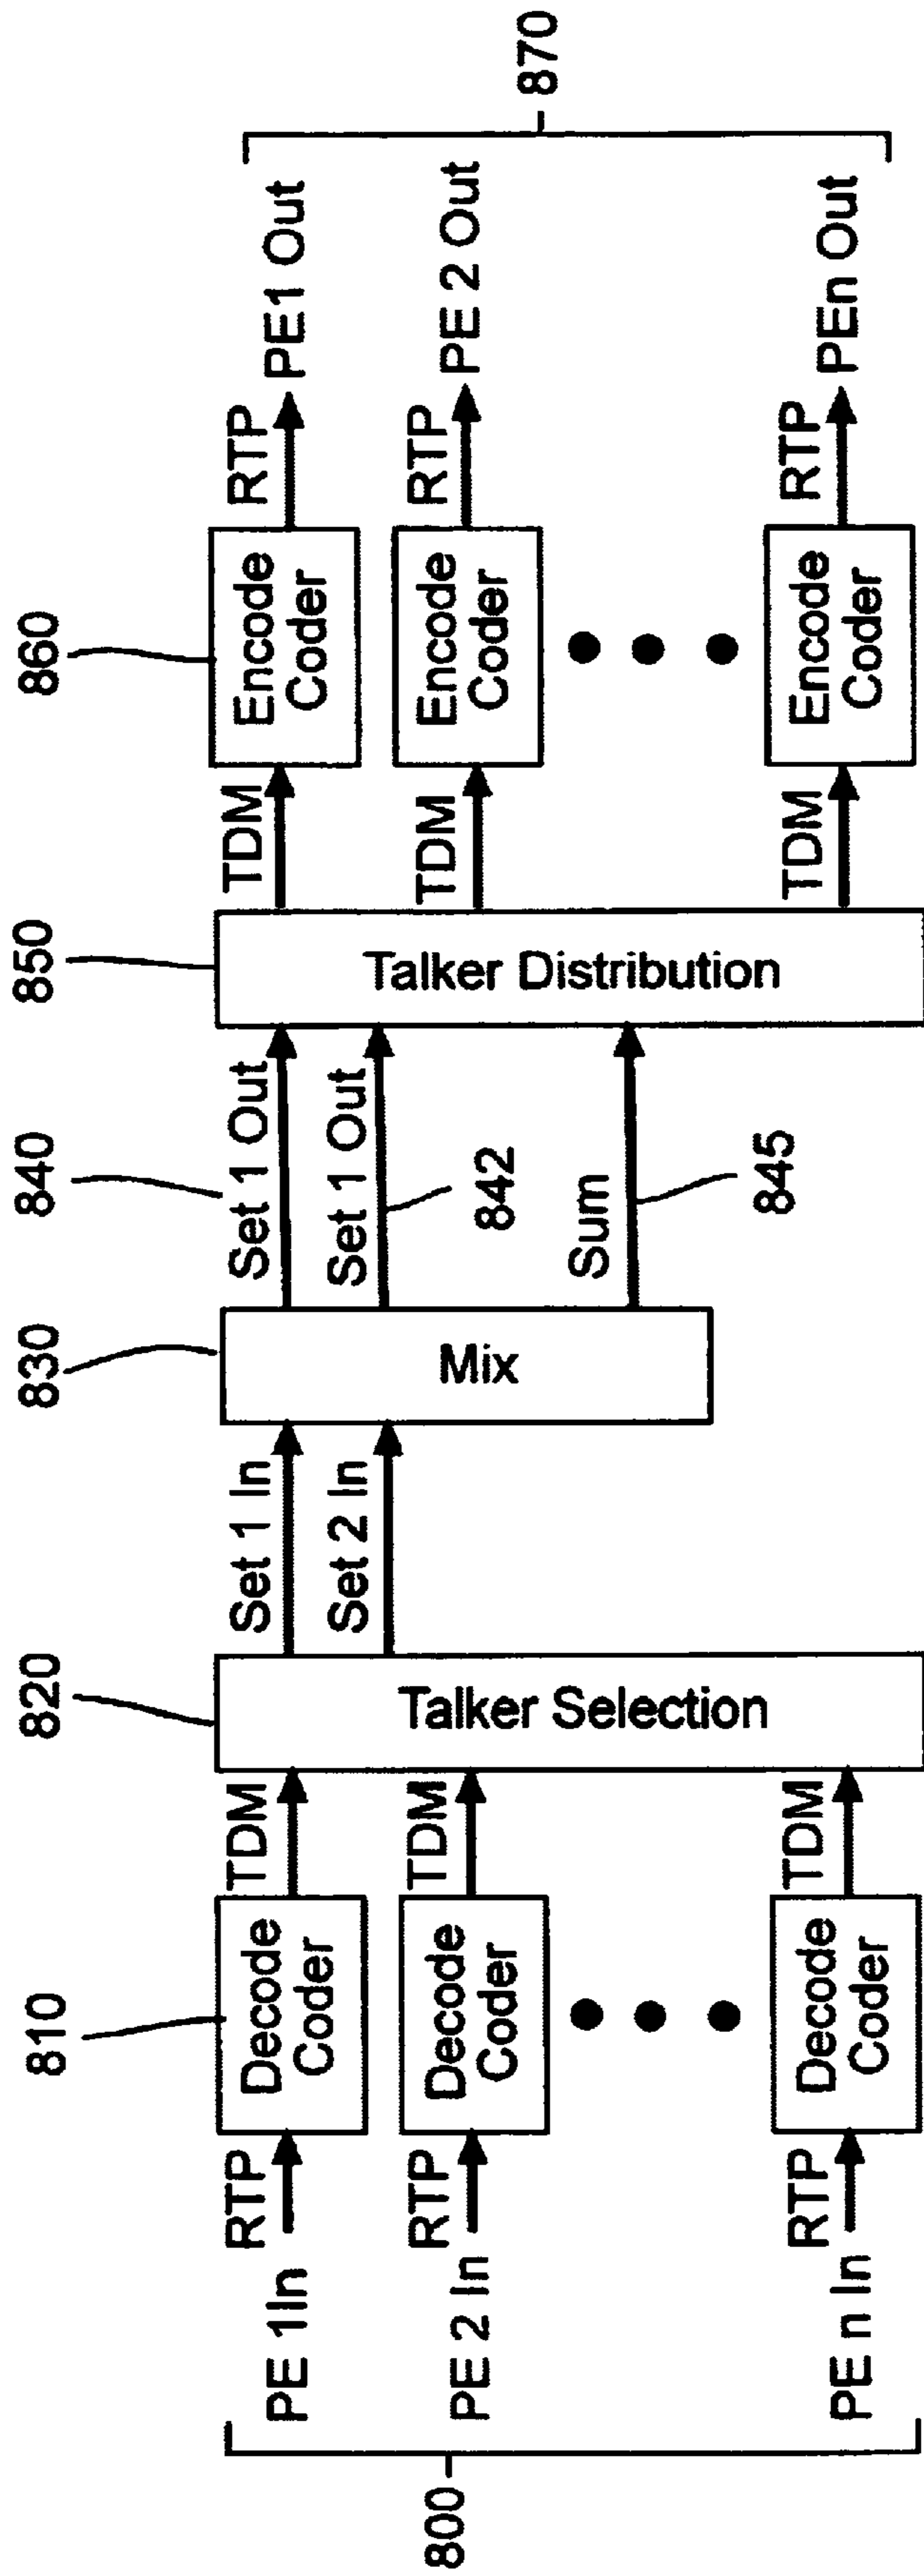 800
PE 1In
RTP
PE 2 In
RTP
PE n In
RTP
810
Decode
Coder
Decode
Coder
Decode
Coder
TDM
TDM
TDM
820
Talker Selection
Set 1 In
Set 2 In
830
Mix
840
Set 1 Out
Set 1 Out
842
Sum
845
850
Talker Distribution
TDM
TDM
TDM
860
Encode
Coder
Encode
Coder
Encode
Coder
RTP
PE1 Out
RTP
PE 2 Out
RTP
PEn Out
870